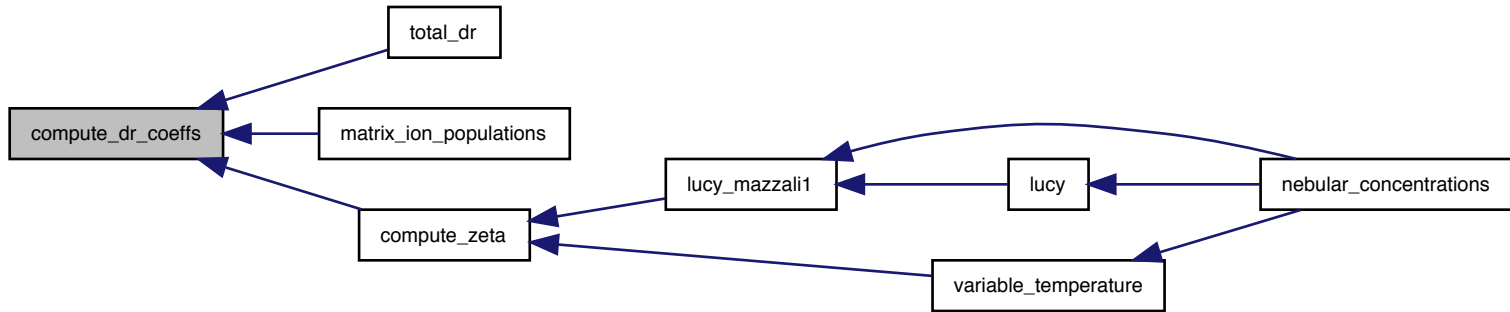 total_dr
compute_dr_coeffs
matrix_ion_populations
lucy_mazzali1
lucy
nebular_concentrations
compute_zeta
variable_temperature